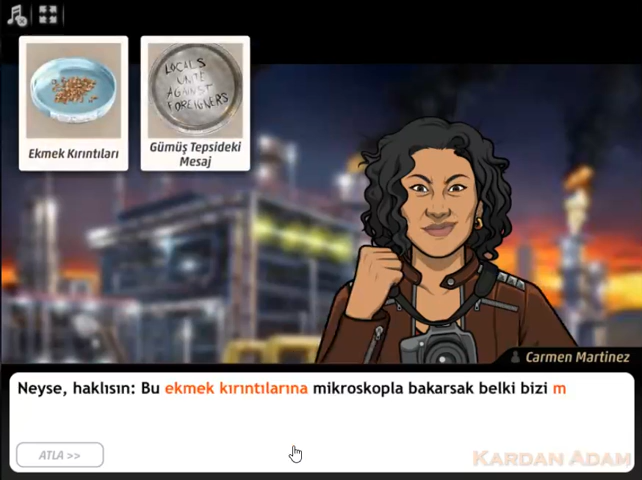 LOCALS
UNITE
AGAINST
FOREIGNERS
Ekmek Kırıntıları
Gümüş Tepsideki
Mesaj
Carmen Martinez
Neyse, haklısın: Bu ekmek kırıntılarına mikroskopla bakarsak belki bizi m
ATLA >>
KARDAN ADAM